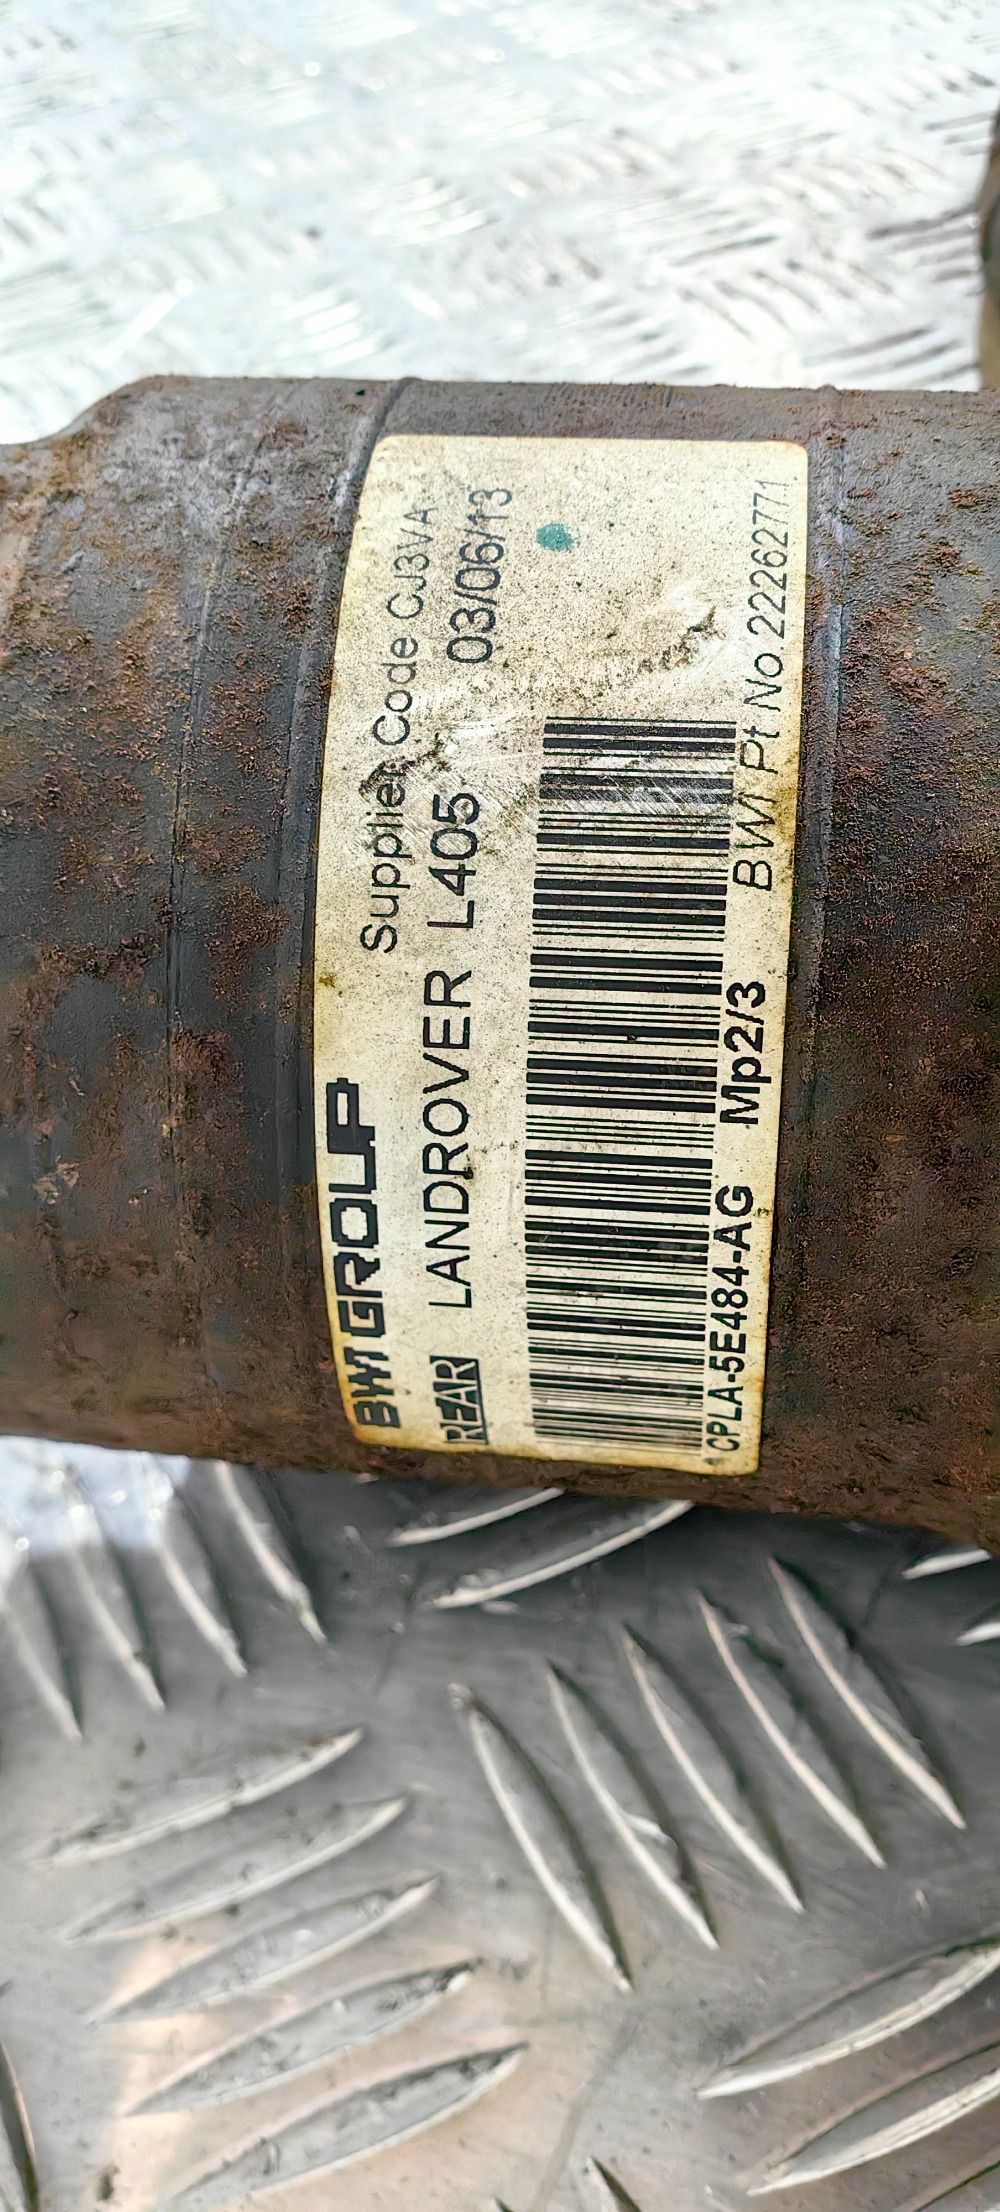 BWI GROUP
Supplier Code CJ3VA
REAR LANDROVER L405 03/06/13
CPLA-5E484-AG Mp2/3 BWI Pt No.22262771